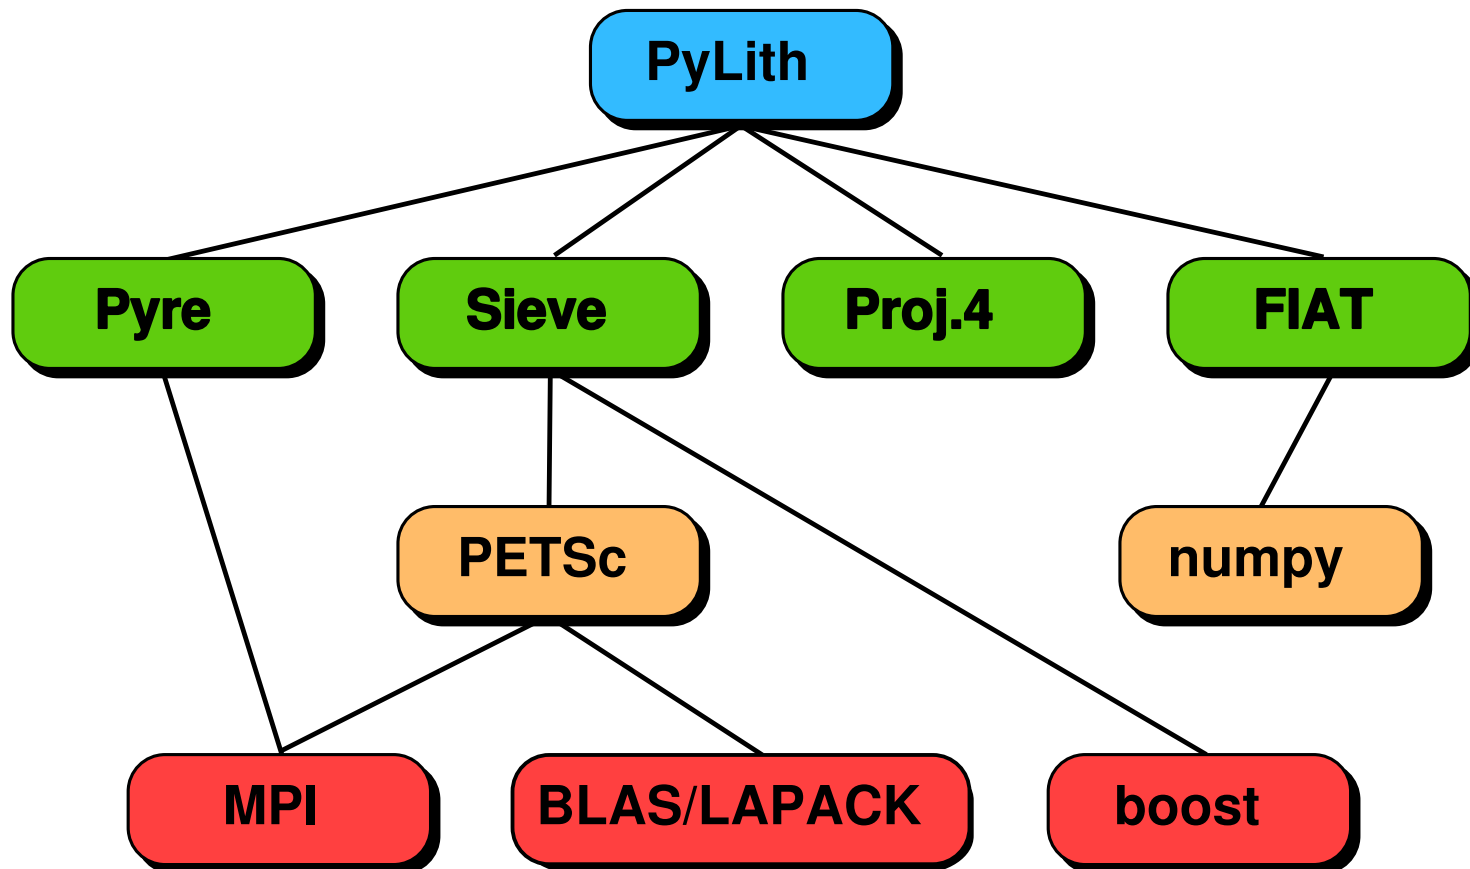 PyLith
Pyre
Sieve
Proj.4
FIAT
PETSc
numpy
MPI
BLAS/LAPACK
boost